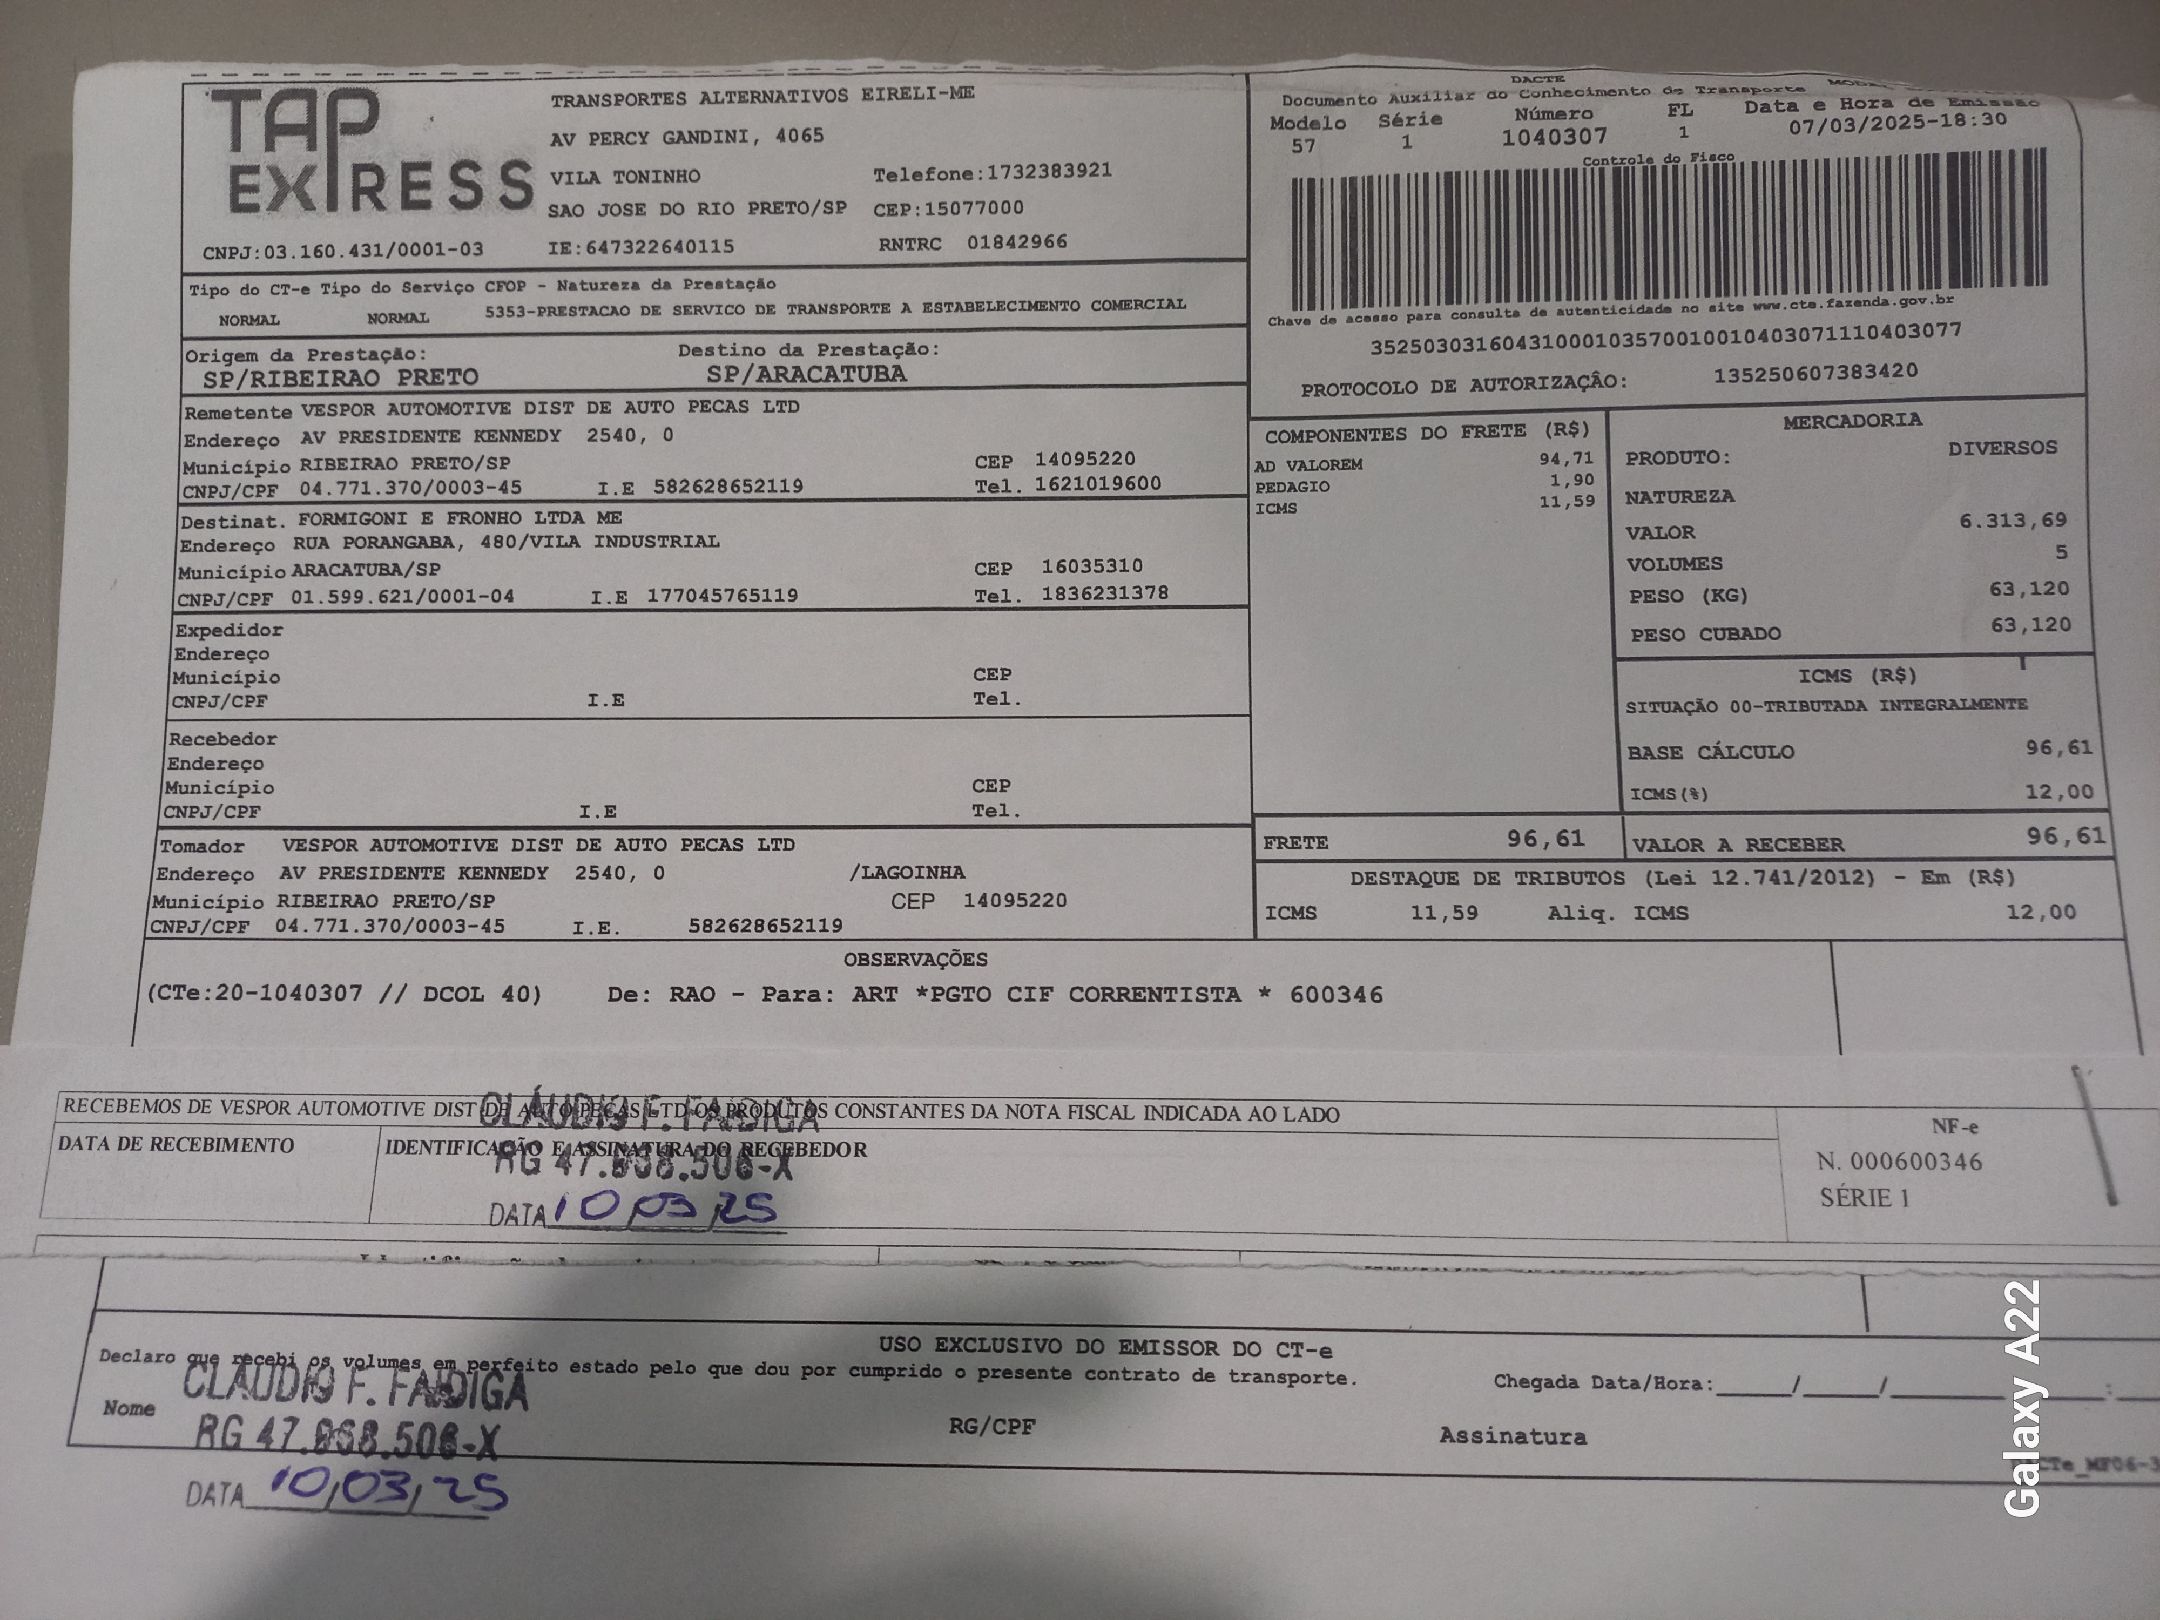 TAP EXPRESS
TRANSPORTES ALTERNATIVOS EIRELI-ME
AV PERCY GANDINI, 4065
VILA TONINHO Telefone:1732383921
SAO JOSE DO RIO PRETO/SP CEP:15077000
CNPJ:03.160.431/0001-03 IE:647322640115 RNTRC 01842966
DACTE
Documento Auxiliar do Conhecimento de Transporte
Modelo Série Número FL Data e Hora de Emissão
57 1 1040307 1 07/03/2025-18:30
Controle do Fisco
Chave de acesso para consulta de autenticidade no site www.cte.fazenda.gov.br
35250303160431000103570010010403071110403077
PROTOCOLO DE AUTORIZAÇÃO: 135250607383420
Tipo do CT-e Tipo do Serviço CFOP - Natureza da Prestação
NORMAL NORMAL 5353-PRESTACAO DE SERVICO DE TRANSPORTE A ESTABELECIMENTO COMERCIAL
Origem da Prestação: Destino da Prestação:
SP/RIBEIRAO PRETO SP/ARACATUBA
Remetente VESPOR AUTOMOTIVE DIST DE AUTO PECAS LTD
Endereço AV PRESIDENTE KENNEDY 2540, 0
Município RIBEIRAO PRETO/SP CEP 14095220
CNPJ/CPF 04.771.370/0003-45 I.E 582628652119 Tel. 1621019600
Destinat. FORMIGONI E FRONHO LTDA ME
Endereço RUA PORANGABA, 480/VILA INDUSTRIAL
Município ARACATUBA/SP CEP 16035310
CNPJ/CPF 01.599.621/0001-04 I.E 177045765119 Tel. 1836231378
Expedidor
Endereço
Município CEP
CNPJ/CPF I.E Tel.
Recebedor
Endereço
Município CEP
CNPJ/CPF I.E Tel.
Tomador VESPOR AUTOMOTIVE DIST DE AUTO PECAS LTD
Endereço AV PRESIDENTE KENNEDY 2540, 0 /LAGOINHA
Município RIBEIRAO PRETO/SP CEP 14095220
CNPJ/CPF 04.771.370/0003-45 I.E. 582628652119
COMPONENTES DO FRETE (R$)
AD VALOREM 94,71
PEDAGIO 1,90
ICMS 11,59
MERCADORIA
PRODUTO: DIVERSOS
NATUREZA
VALOR 6.313,69
VOLUMES 5
PESO (KG) 63,120
PESO CUBADO 63,120
ICMS (R$)
SITUAÇÃO 00-TRIBUTADA INTEGRALMENTE
BASE CÁLCULO 96,61
ICMS(%) 12,00
FRETE 96,61 VALOR A RECEBER 96,61
DESTAQUE DE TRIBUTOS (Lei 12.741/2012) - Em (R$)
ICMS 11,59 Aliq. ICMS 12,00
OBSERVAÇÕES
(CTe:20-1040307 // DCOL 40) De: RAO - Para: ART *PGTO CIF CORRENTISTA * 600346
RECEBEMOS DE VESPOR AUTOMOTIVE DIST DE AUTO PECAS LTD OS PRODUTOS CONSTANTES DA NOTA FISCAL INDICADA AO LADO
CLÁUDIO F. FAIDIGA
DATA DE RECEBIMENTO IDENTIFICAÇÃO E ASSINATURA DO RECEBEDOR
RG
DATA 10/03/25
NF-e
N. 000600346
SÉRIE 1
USO EXCLUSIVO DO EMISSOR DO CT-e
Declaro que recebi os volumes em perfeito estado pelo que dou por cumprido o presente contrato de transporte.
CLAUDIO F. FAIDIGA
Chegada Data/Hora:_____/_____/_____ :
Nome RG/CPF Assinatura
RG
DATA 10/03/25
Galaxy A22